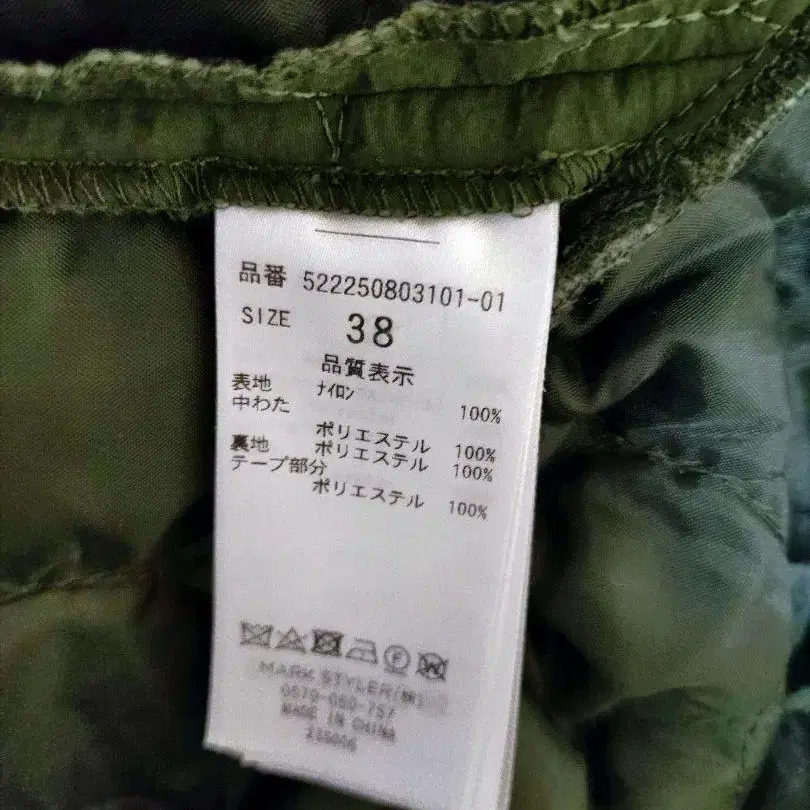 品番 522250803101-01
SIZE 38
品質表示
表地 ナイロン 100%
中わた
ポリエステル 100%
裏地 ポリエステル 100%
テープ部分
ポリエステル 100%
MARK STYLER(株)
MADE IN CHINA